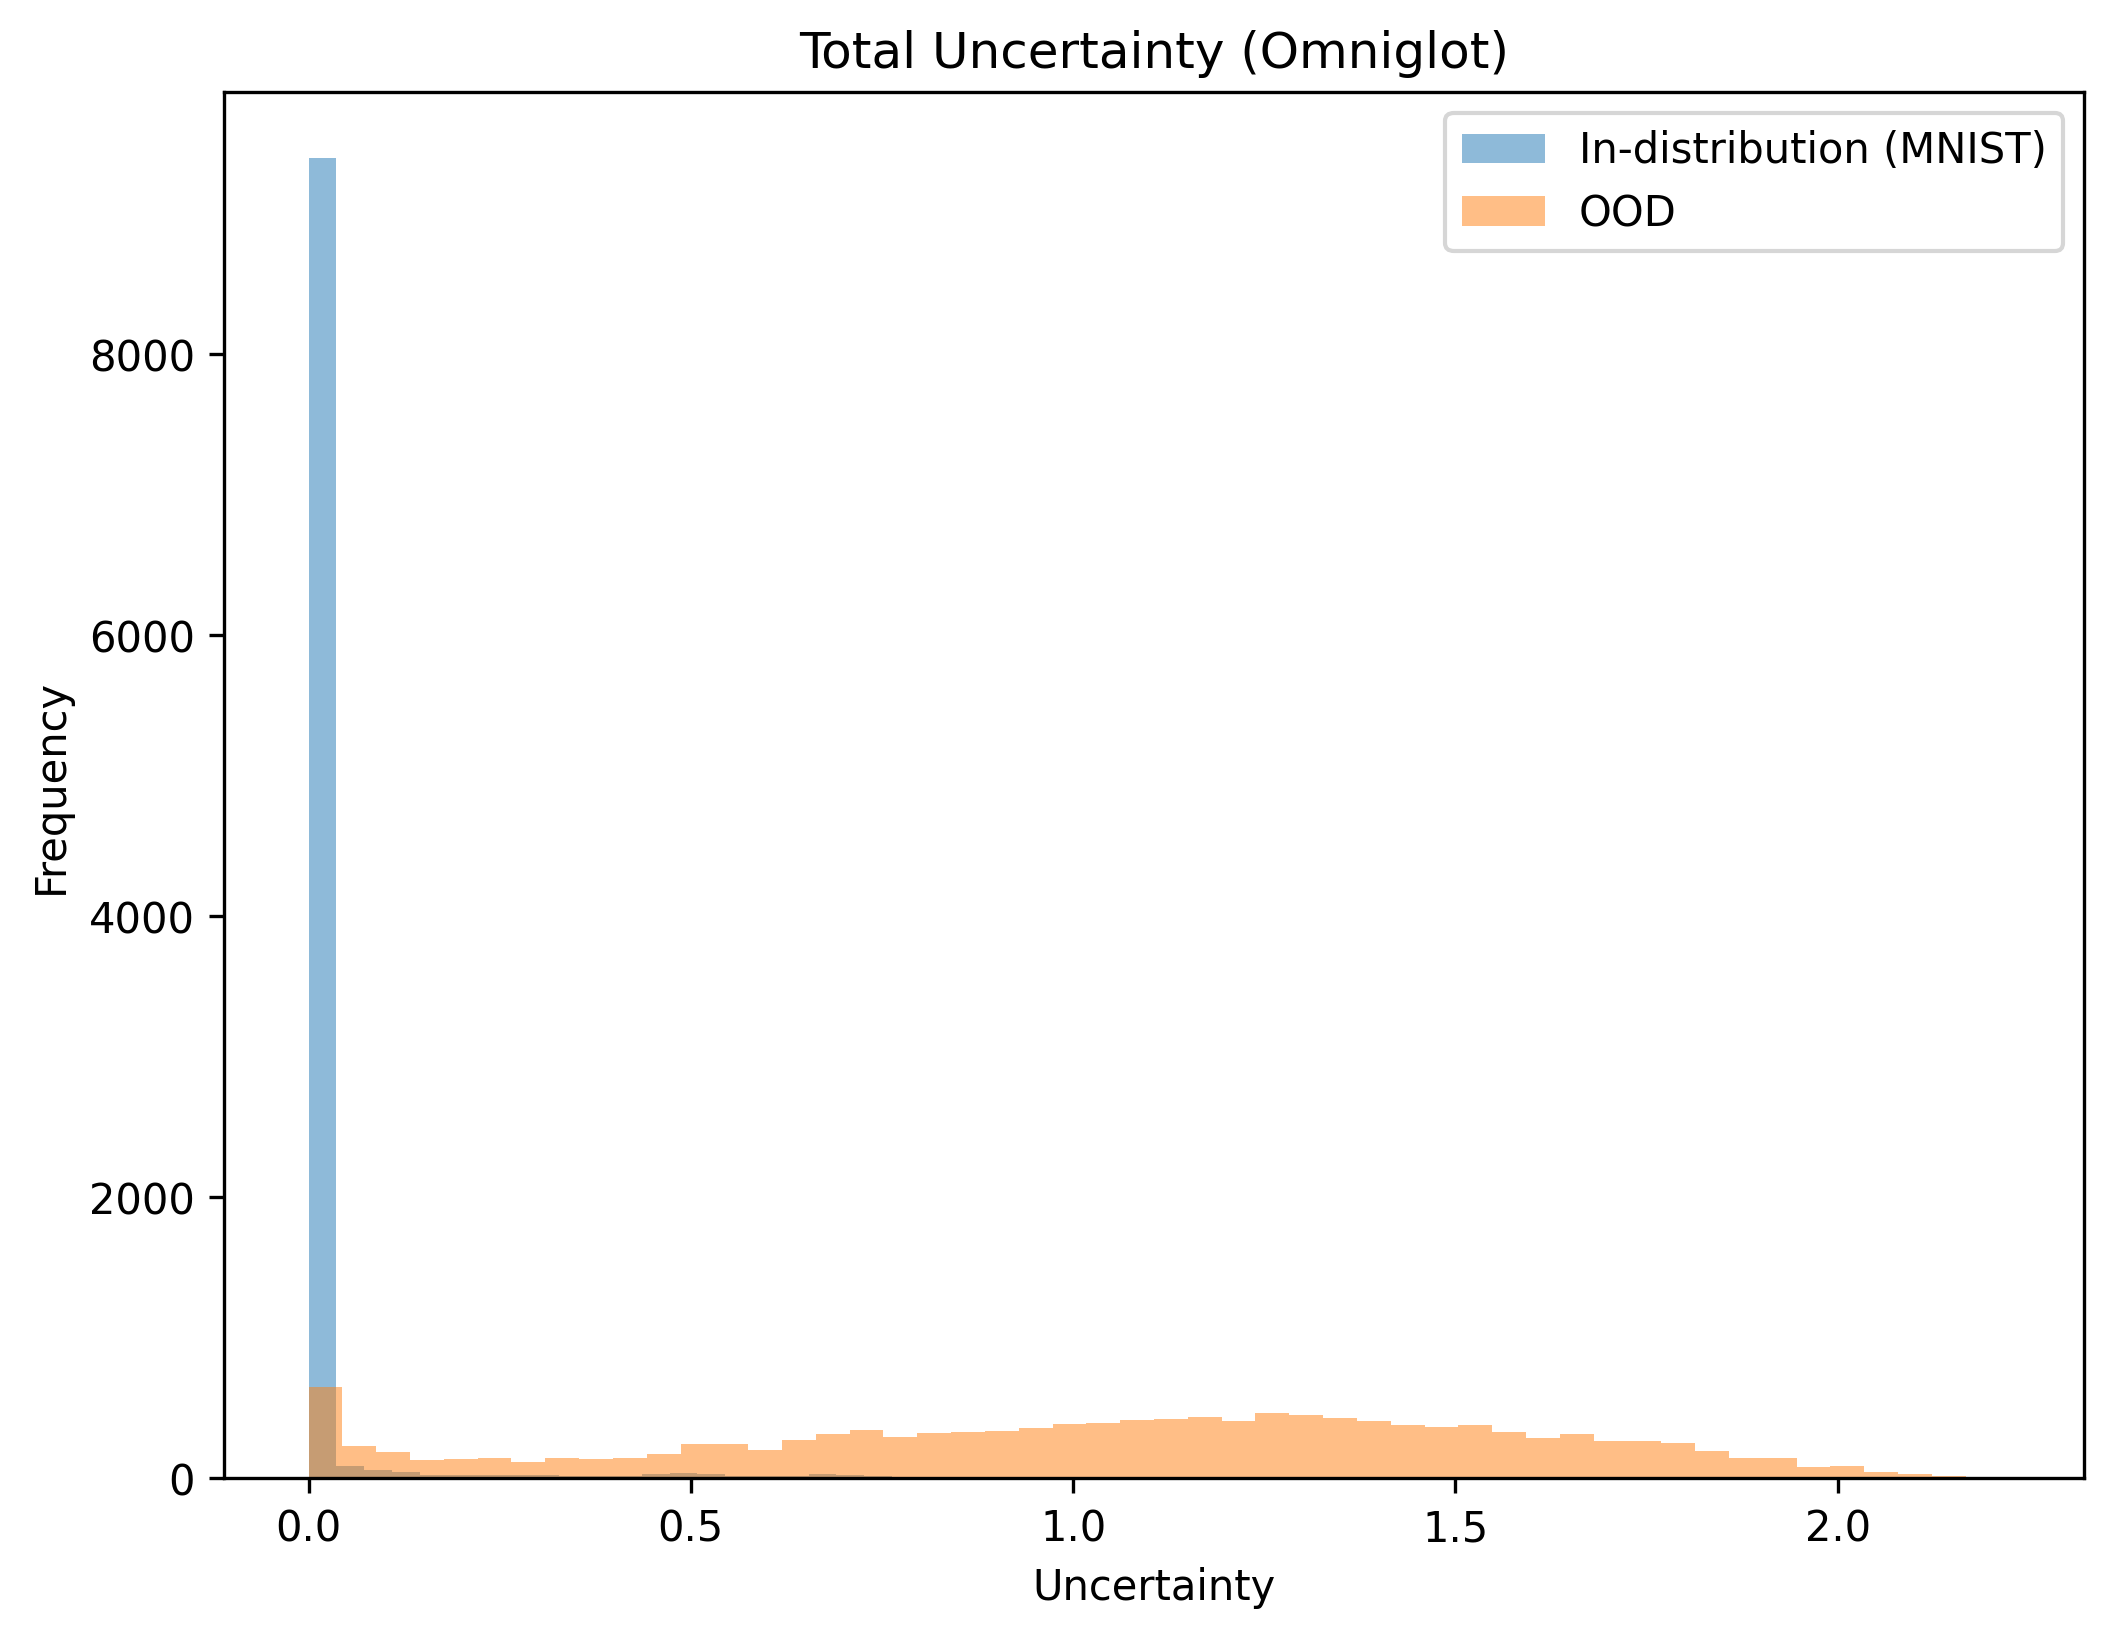 Total Uncertainty (Omniglot)
In-distribution (MNIST)
OOD
8000
6000
4000
2000
0
Frequency
0.0 0.5 1.0 1.5 2.0
Uncertainty